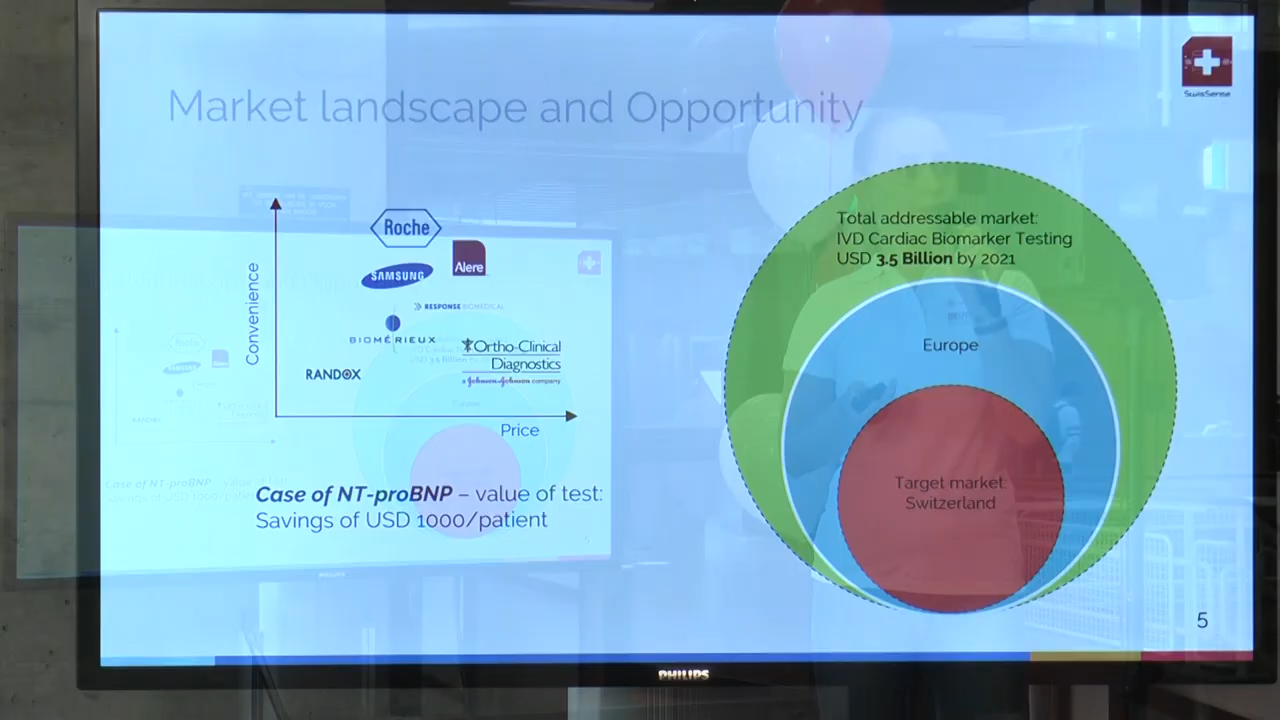 Market landscape and Opportunity
SwissSense
Convenience
Roche
SAMSUNG
Alere
RESPONSE BIOMEDICAL
BIOMÉRIEUX
Ortho-Clinical
Diagnostics
a Johnson & Johnson company
RANDOX
Price
Case of NT-proBNP – value of test:
Savings of USD 1000/patient
Total addressable market:
IVD Cardiac Biomarker Testing
USD 3.5 Billion by 2021
Europe
Target market:
Switzerland
5
PHILIPS